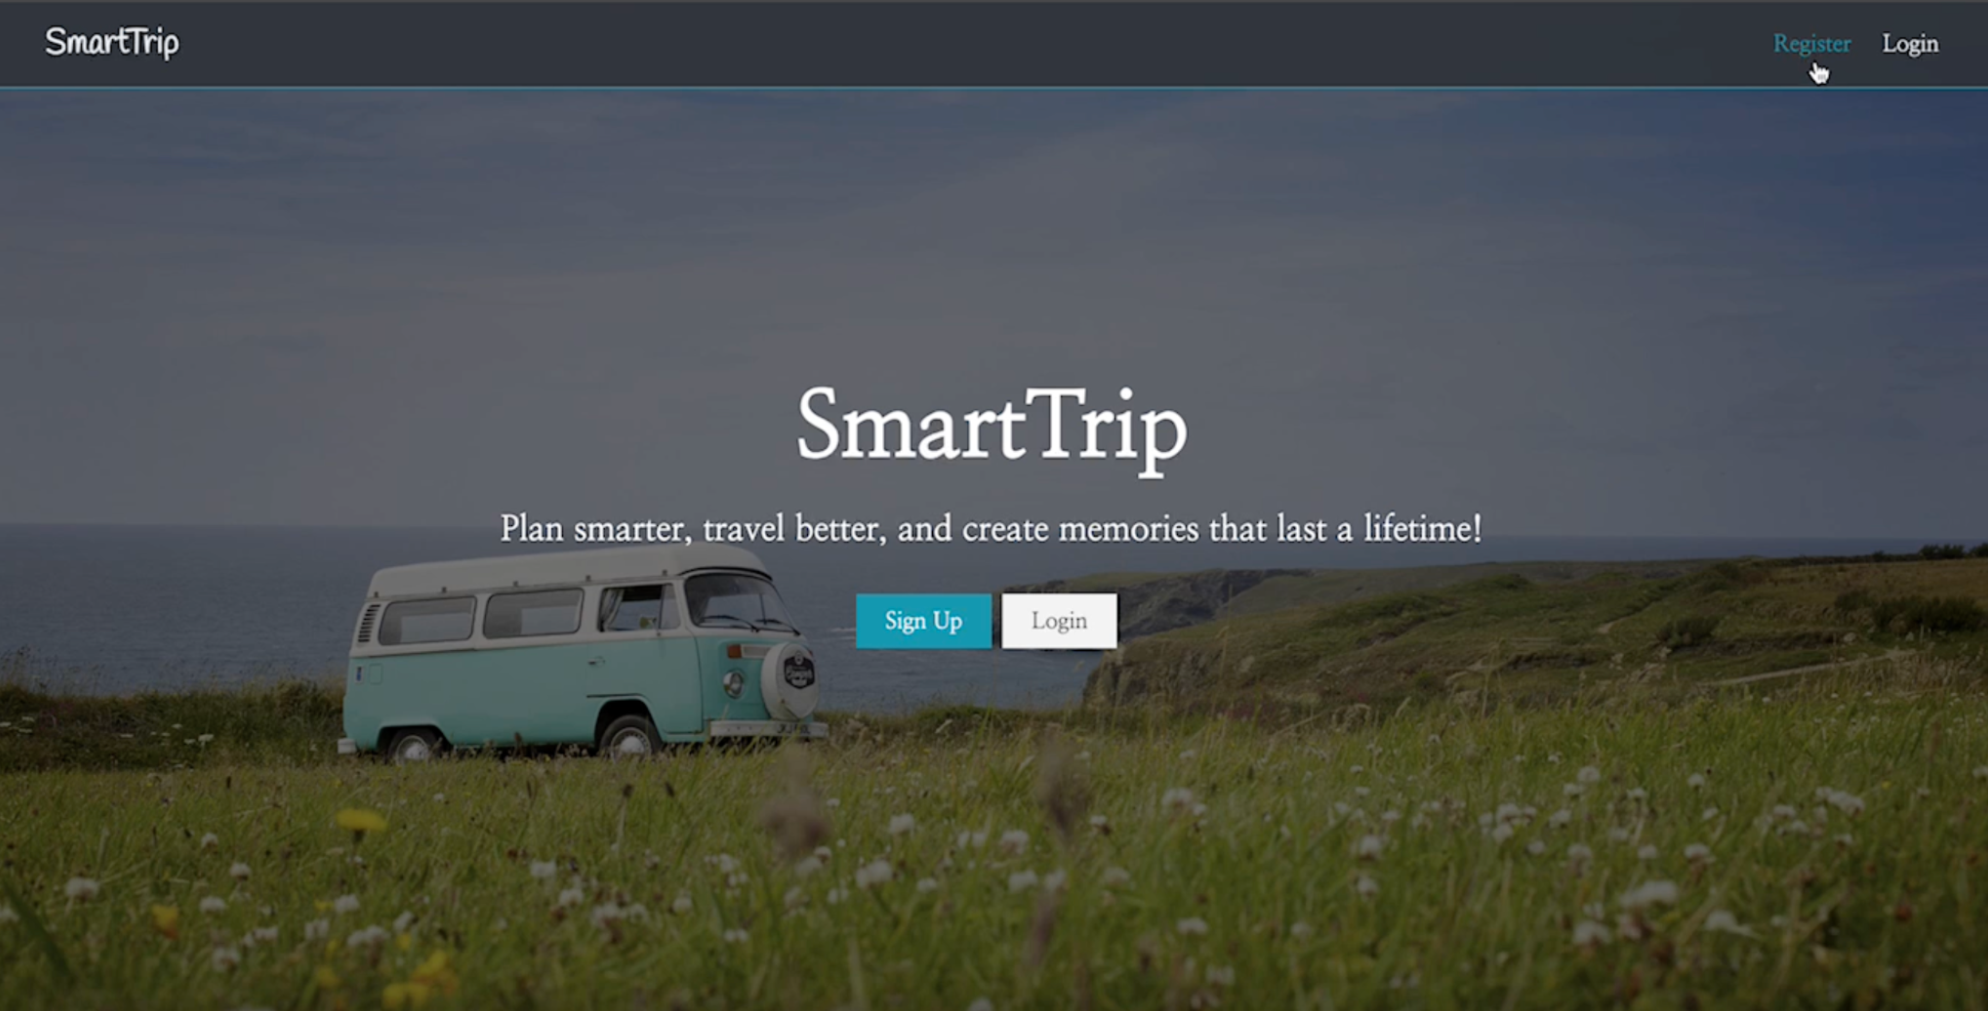 SmartTrip
Register Login
SmartTrip
Plan smarter, travel better, and create memories that last a lifetime!
Sign Up Login